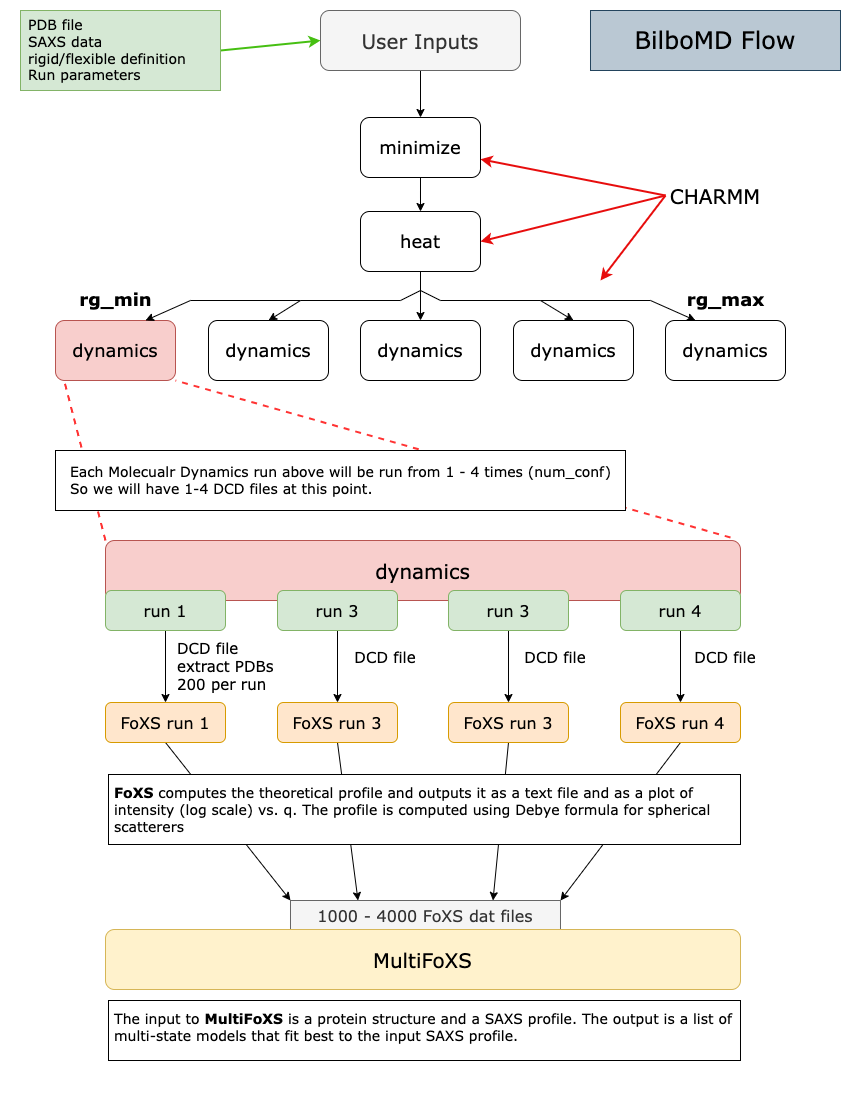 PDB file
SAXS data
rigid/flexible definition
Run parameters
User Inputs
BilboMD Flow
minimize
CHARMM
heat
rg_min
rg_max
dynamics
dynamics
dynamics
dynamics
dynamics
Each Molecualr Dynamics run above will be run from 1 - 4 times (num_conf)
So we will have 1-4 DCD files at this point.
dynamics
run 1
run 3
run 3
run 4
DCD file
extract PDBs
200 per run
DCD file
DCD file
DCD file
FoXS run 1
FoXS run 3
FoXS run 3
FoXS run 4
FoXS computes the theoretical profile and outputs it as a text file and as a plot of
intensity (log scale) vs. q. The profile is computed using Debye formula for spherical
scatterers
1000 - 4000 FoXS dat files
MultiFoXS
The input to MultiFoXS is a protein structure and a SAXS profile. The output is a list of
multi-state models that fit best to the input SAXS profile.